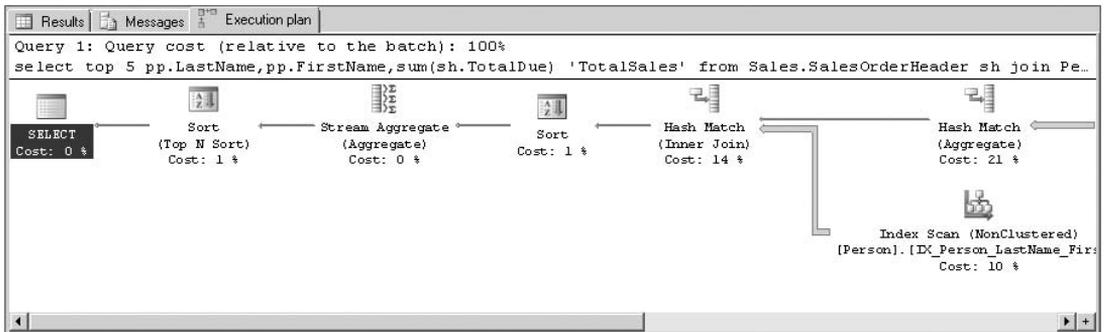 Results Messages Execution plan
Query 1: Query cost (relative to the batch): 100%
select top 5 pp.LastName,pp.FirstName,sum(sh.TotalDue) 'TotalSales' from Sales.SalesOrderHeader sh join Pe…
SELECT
Cost: 0 %
Sort
(Top N Sort)
Cost: 1 %
Stream Aggregate
(Aggregate)
Cost: 0 %
Sort
Cost: 1 %
Hash Match
(Inner Join)
Cost: 14 %
Hash Match
(Aggregate)
Cost: 21 %
Index Scan (NonClustered)
[Person].[IX_Person_LastName_Firs
Cost: 10 %